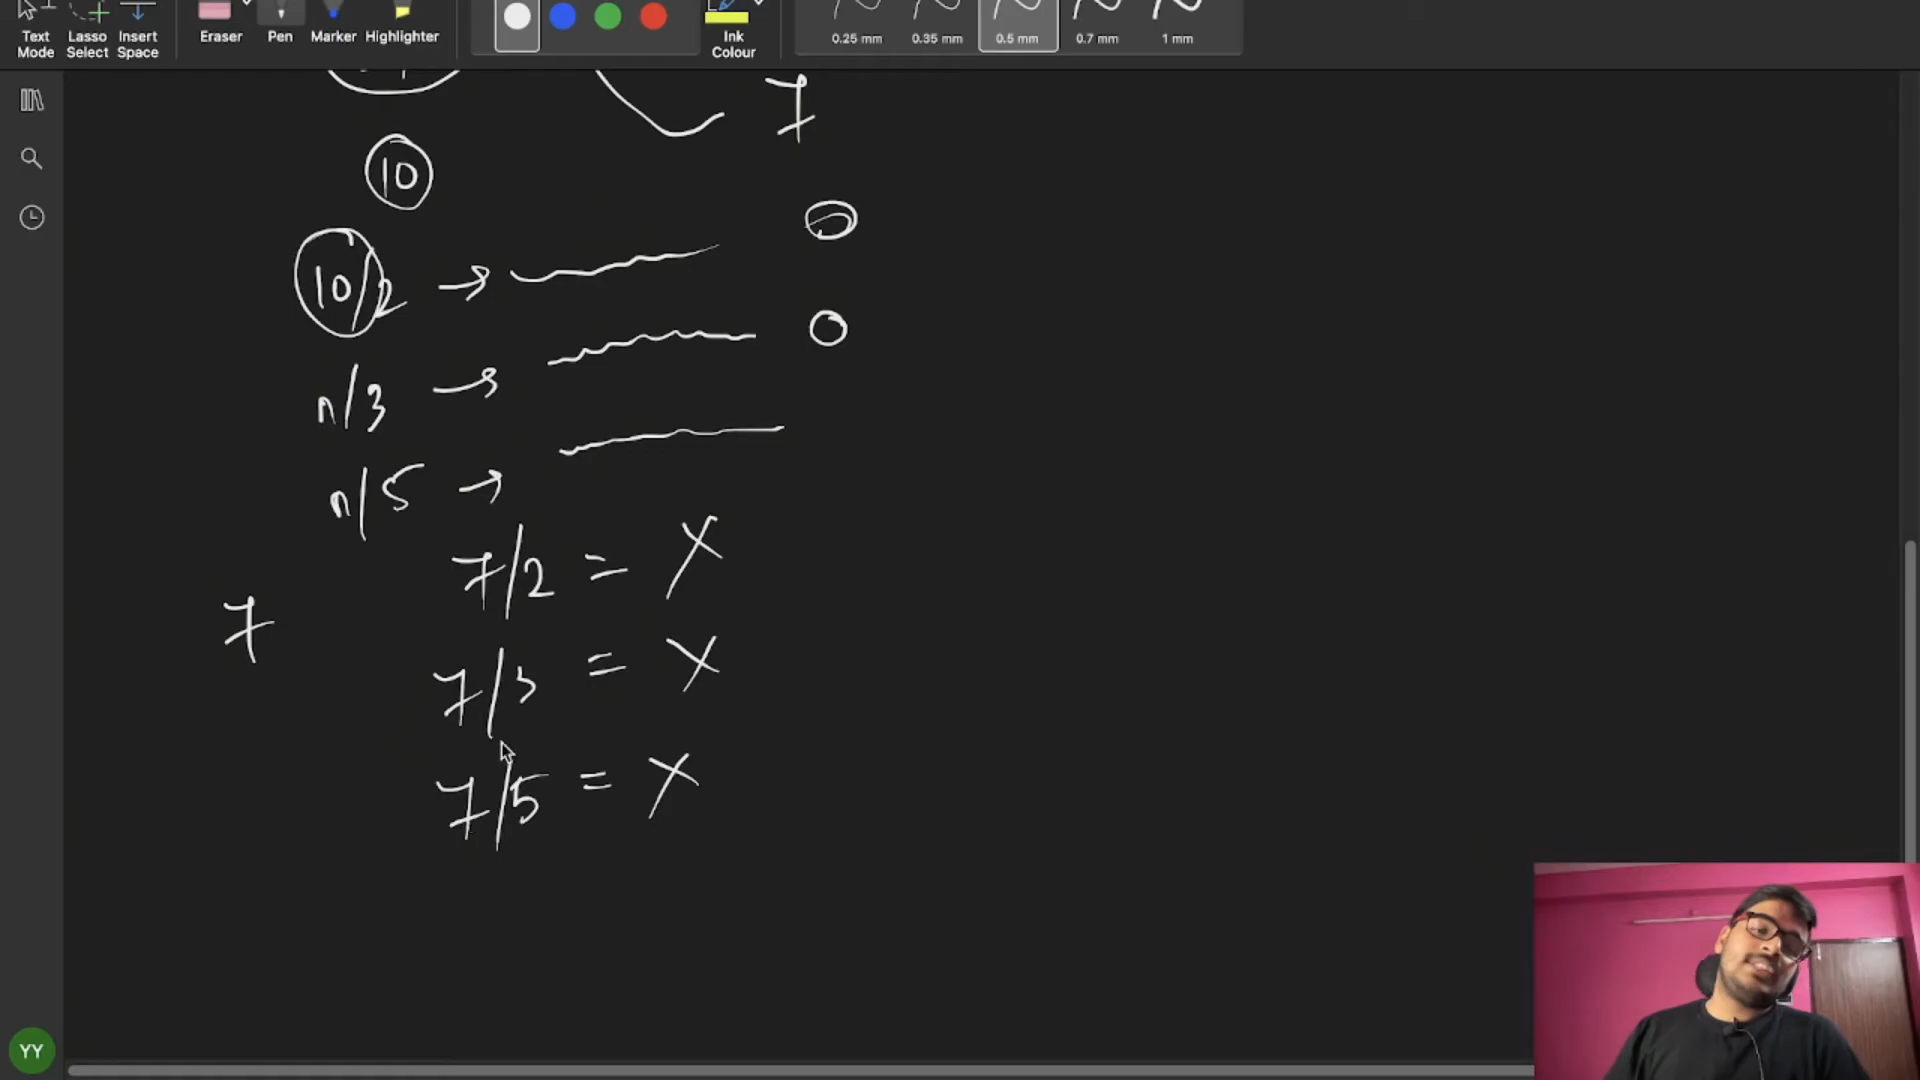 Text Mode
Lasso Select
Insert Space
Eraser
Pen
Marker
Highlighter
Ink Colour
0.25 mm
0.35 mm
0.5 mm
0.7 mm
1 mm
7
10
10/2 →
n/3 →
n/5 →
7/2 = X
7
7/3 = X
7/5 = X
YY